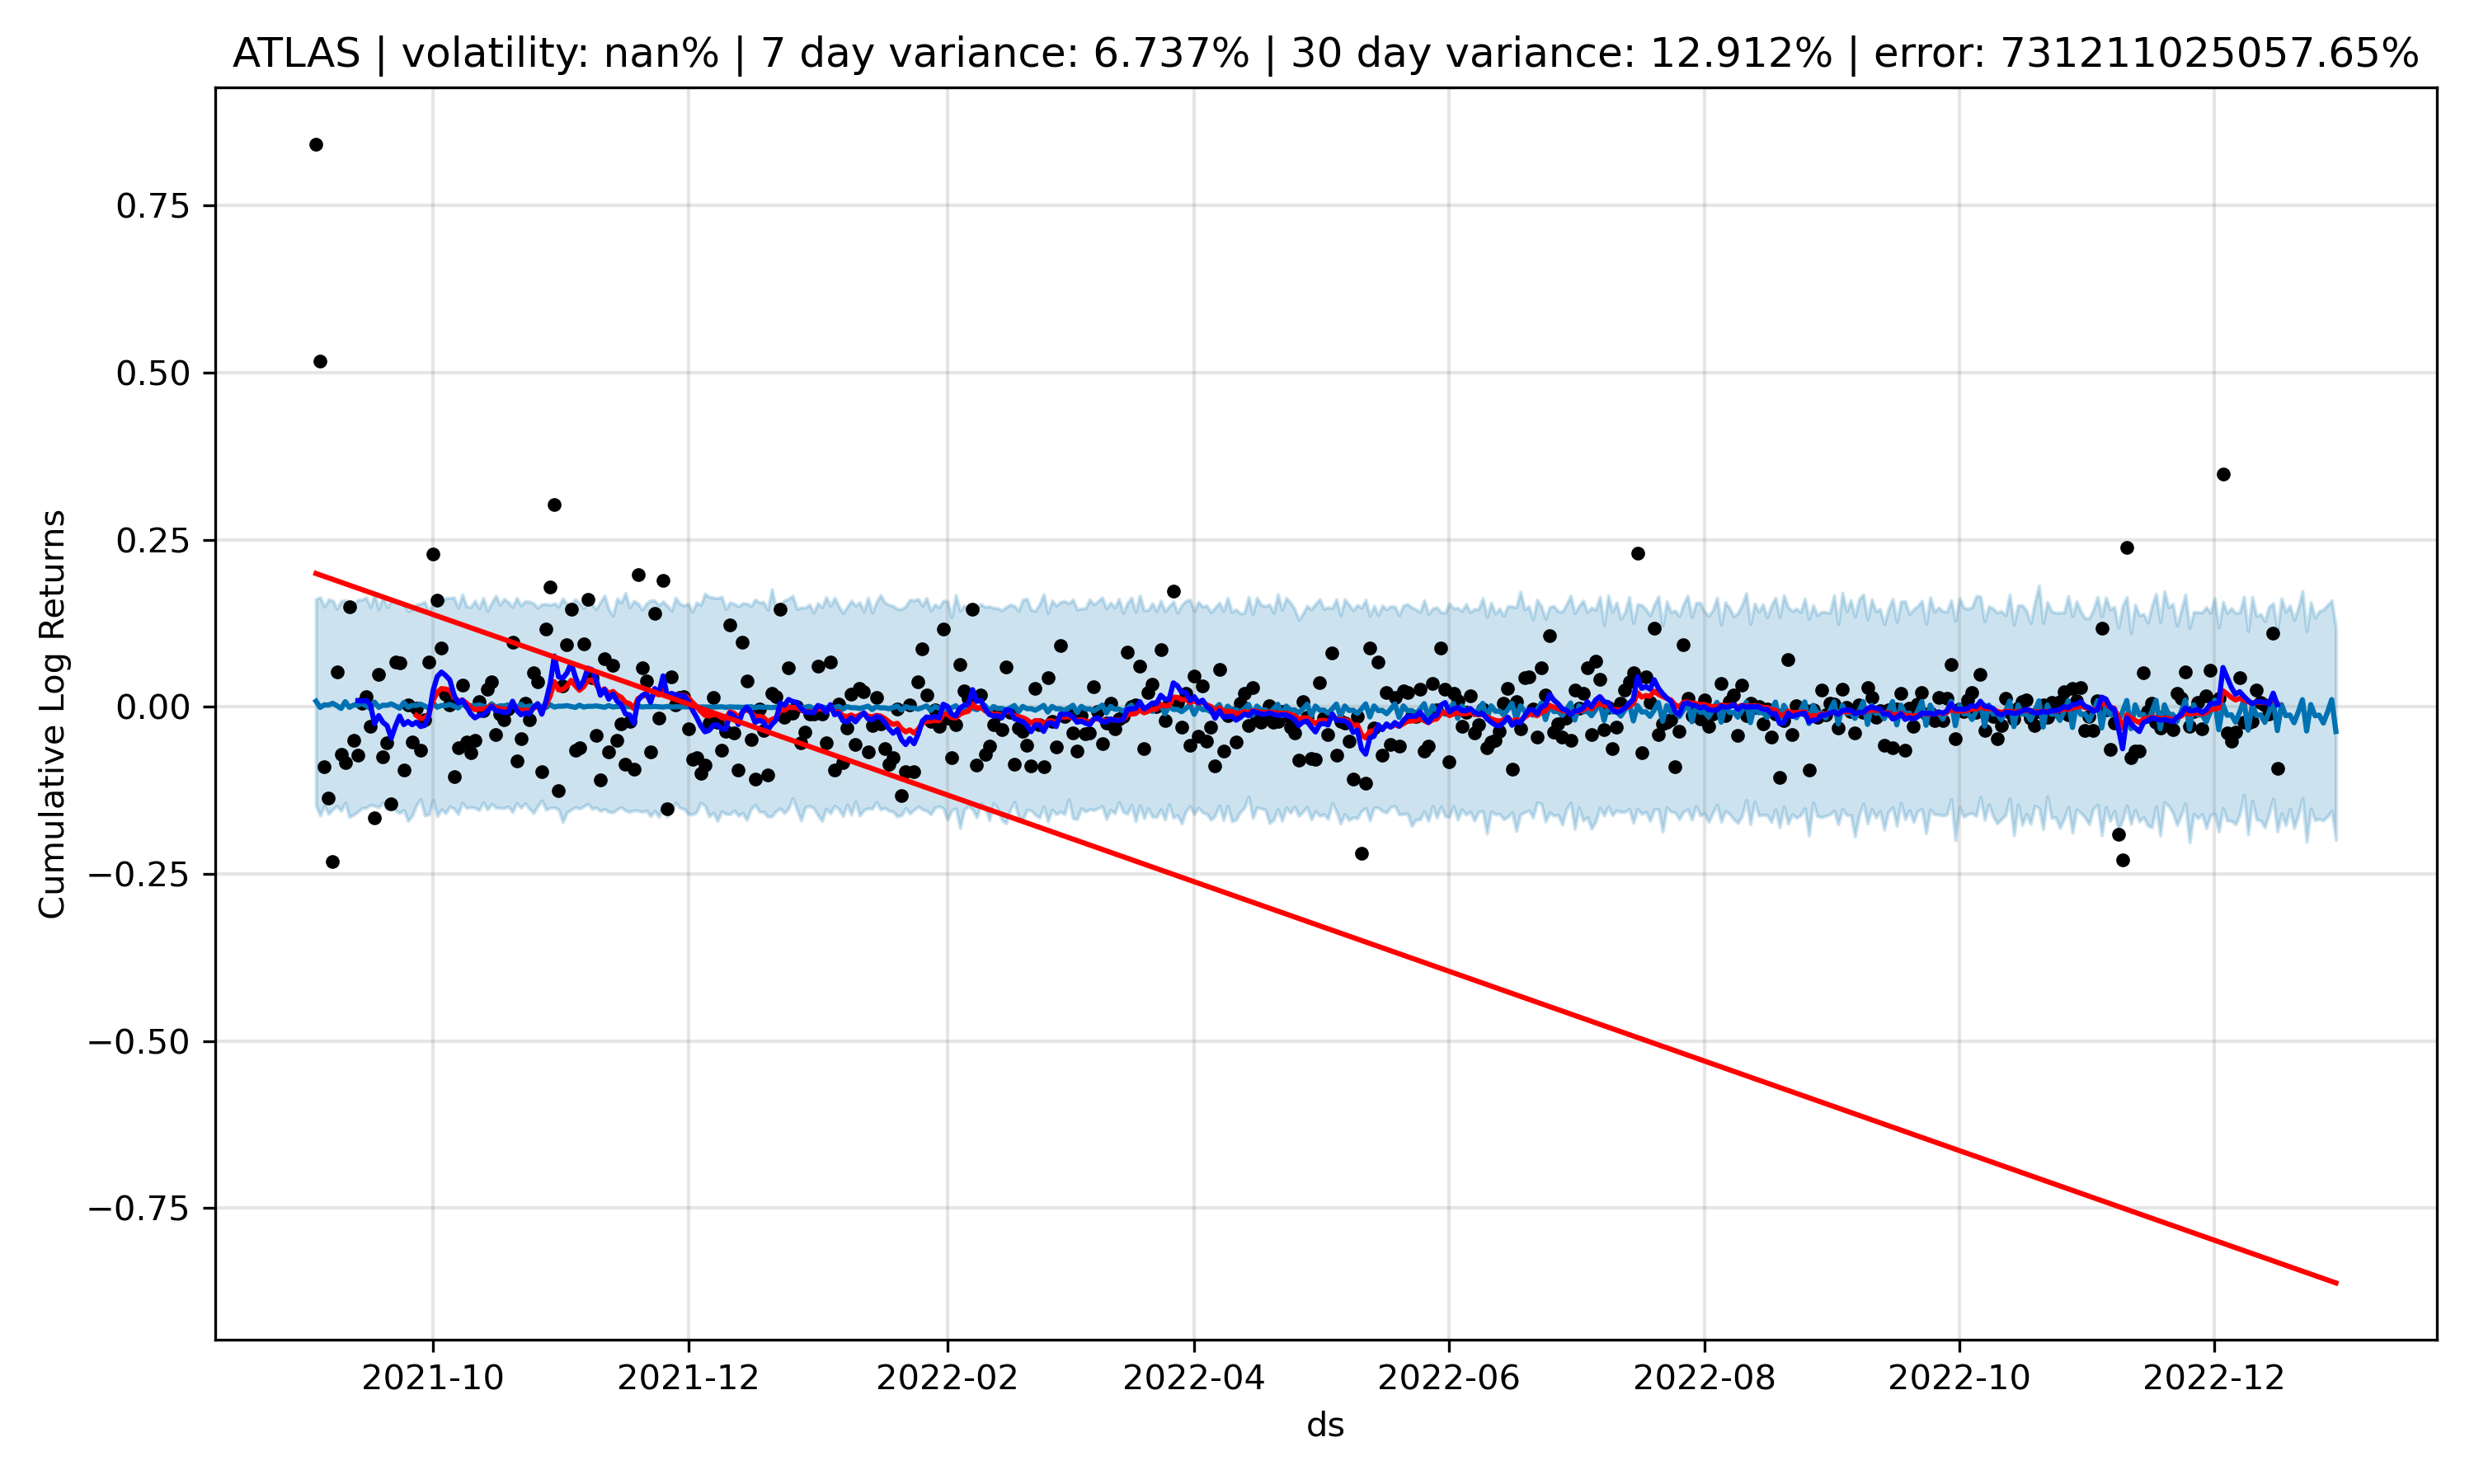 ATLAS | volatility: nan% | 7 day variance: 6.737% | 30 day variance: 12.912% | error: 731211025057.65%
Cumulative Log Returns
0.75
0.50
0.25
0.00
−0.25
−0.50
−0.75
2021-10 2021-12 2022-02 2022-04 2022-06 2022-08 2022-10 2022-12
ds